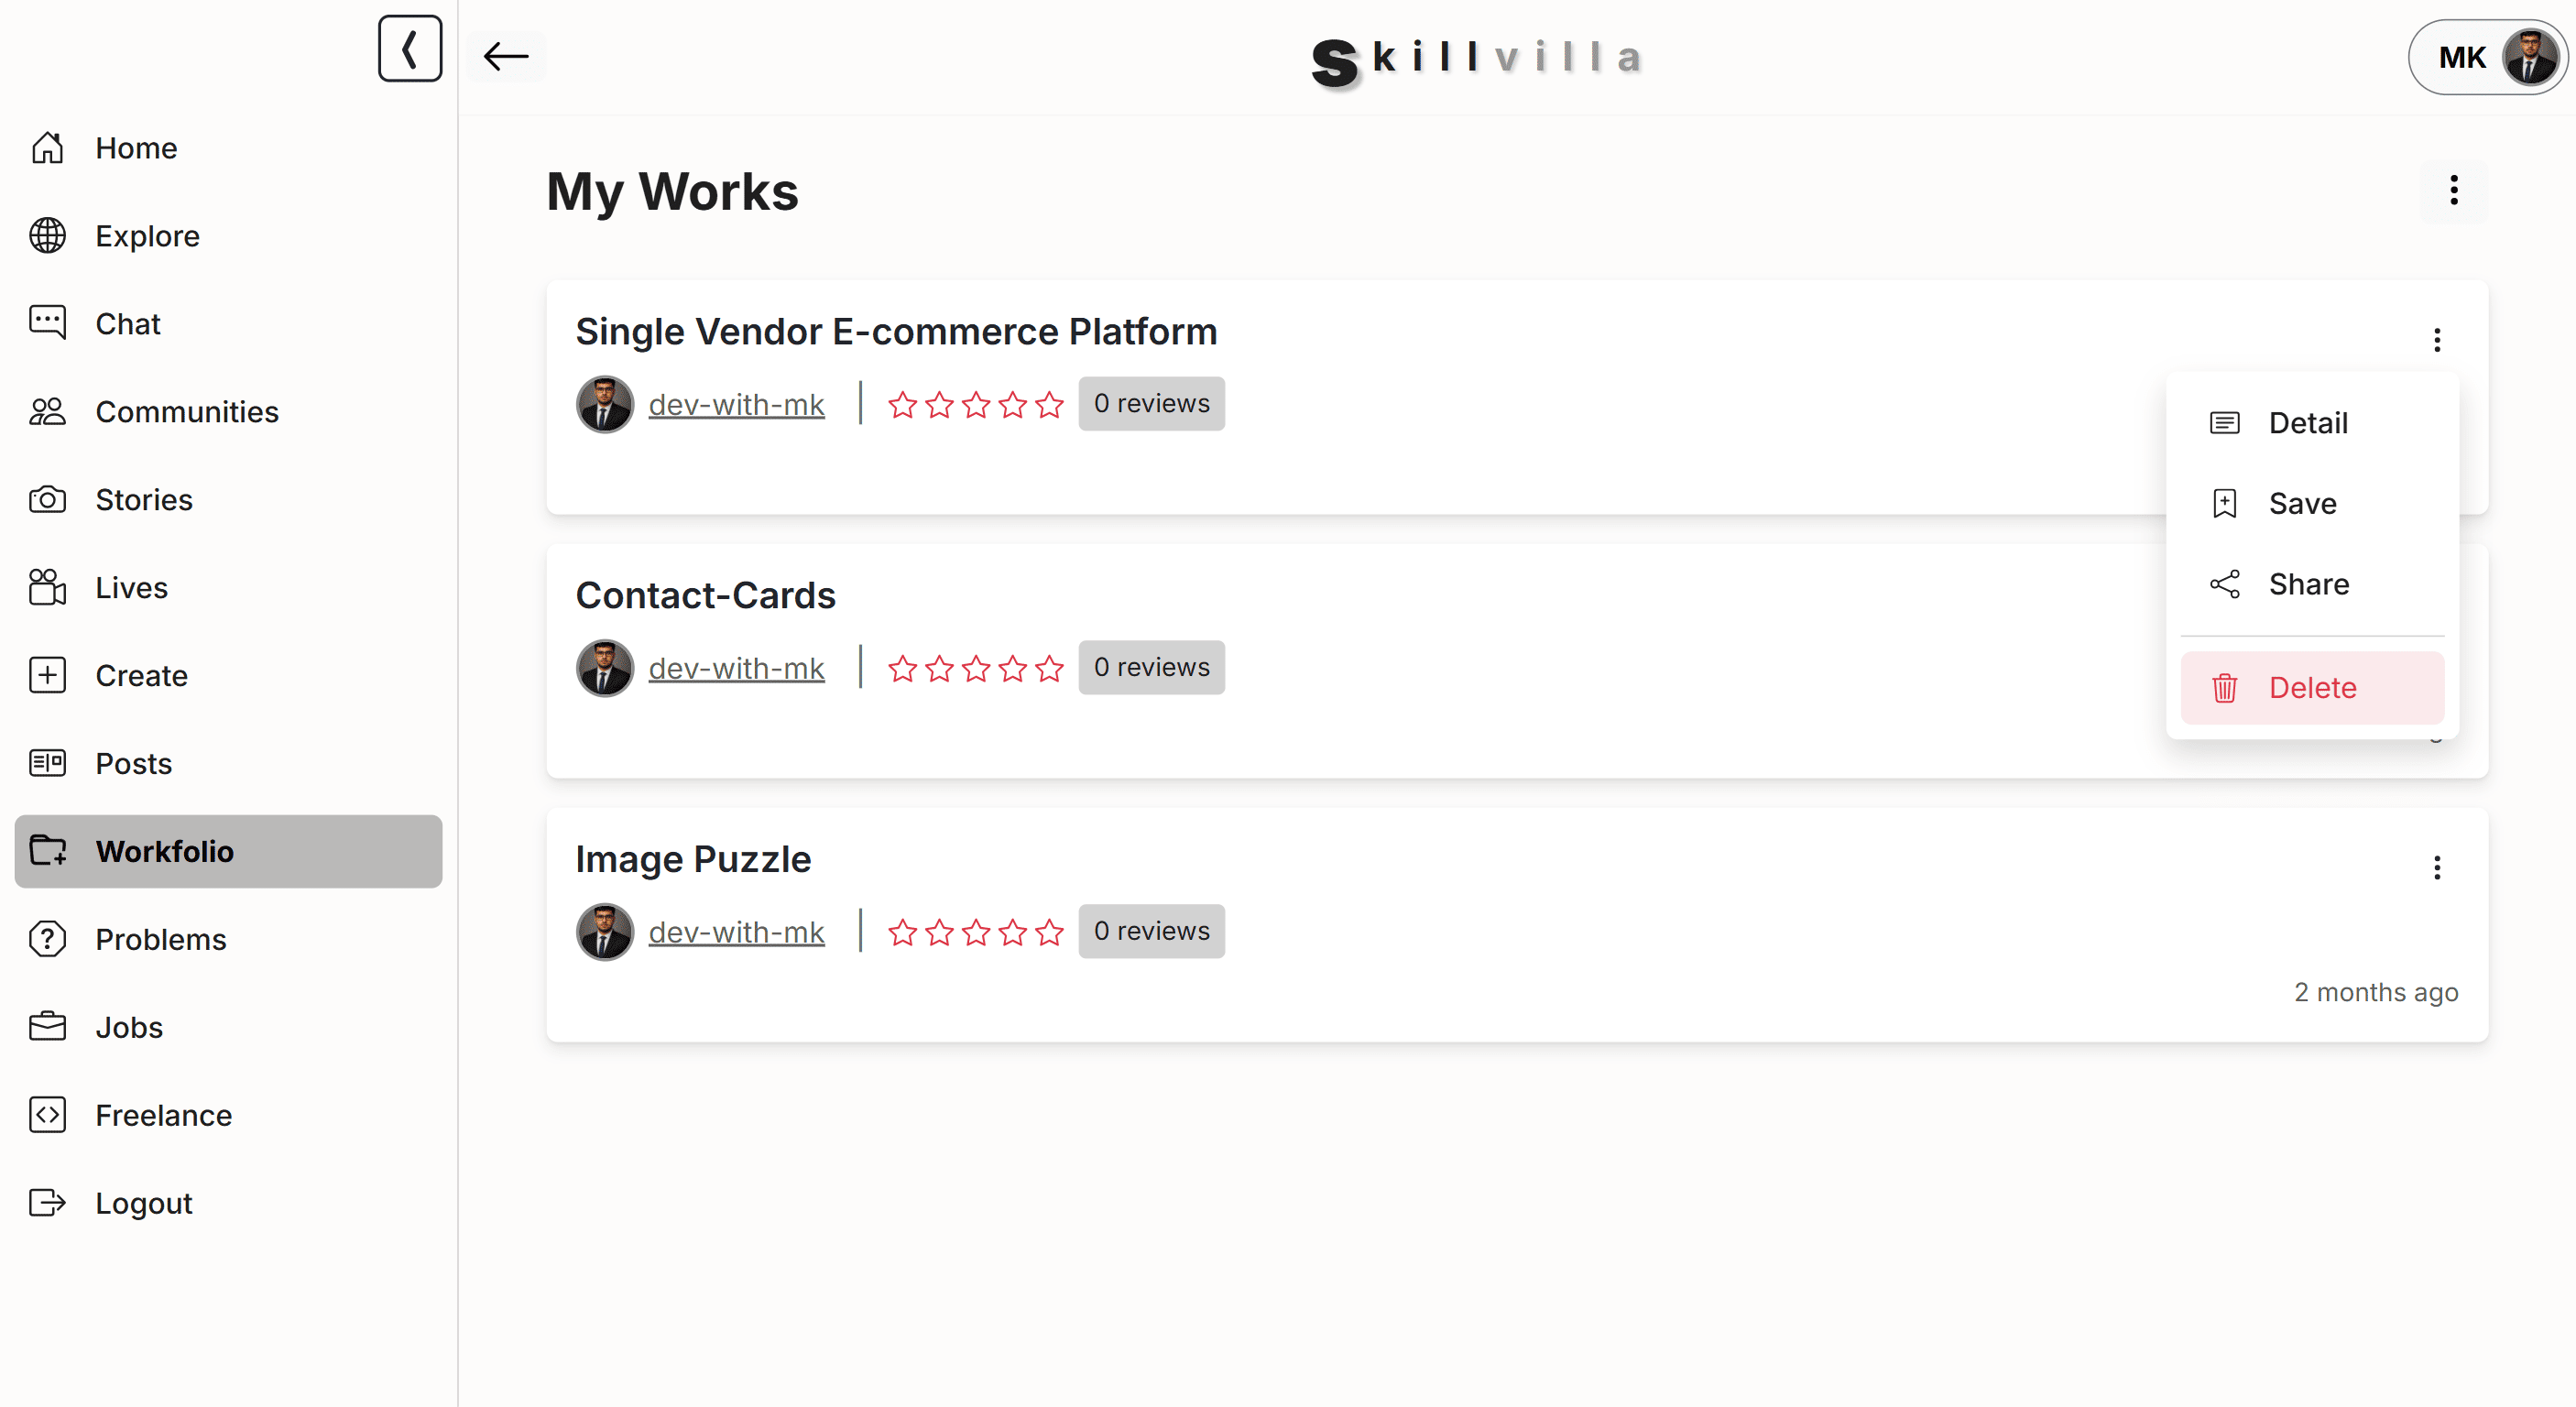 Skillvilla
MK
Home
Explore
Chat
Communities
Stories
Lives
Create
Posts
Workfolio
Problems
Jobs
Freelance
Logout
My Works
Single Vendor E-commerce Platform
dev-with-mk
0 reviews
Detail
Save
Share
Delete
Contact-Cards
dev-with-mk
0 reviews
Image Puzzle
dev-with-mk
0 reviews
2 months ago